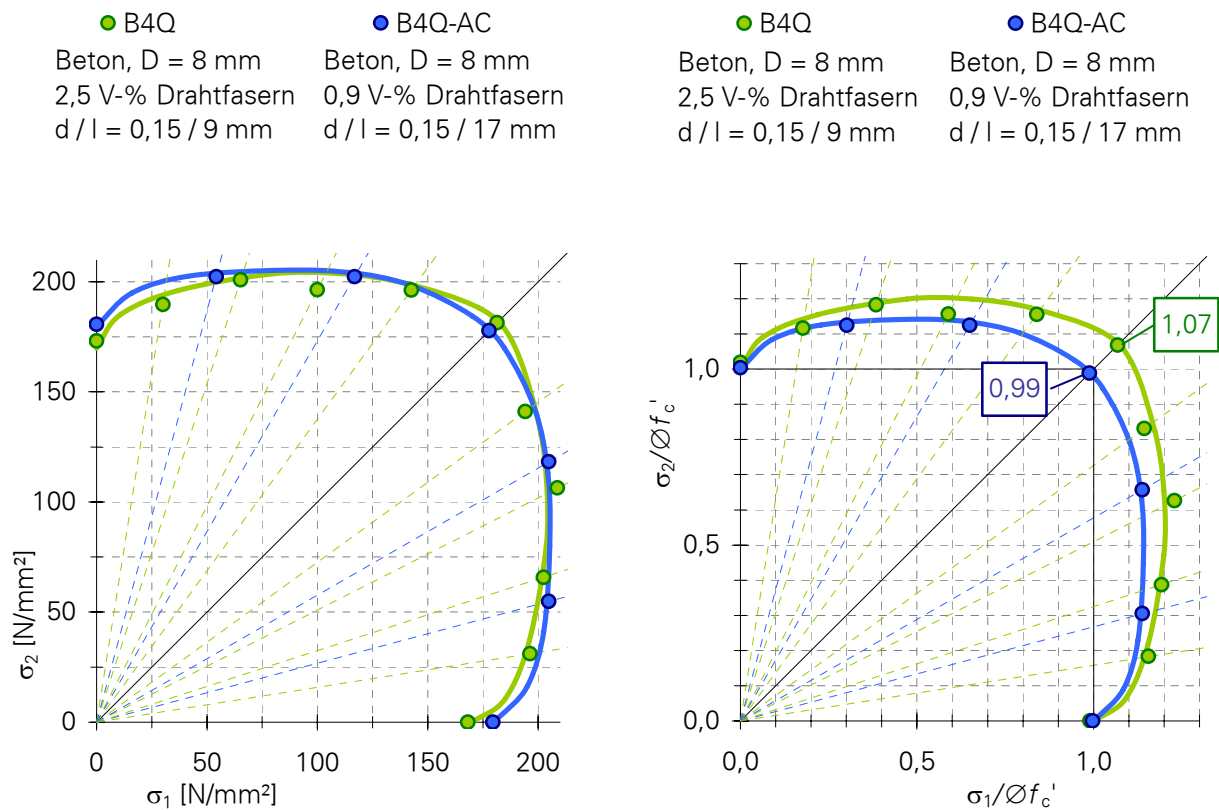 B4Q
B4Q-AC
Beton, D = 8 mm
Beton, D = 8 mm
2,5 V-% Drahtfasern
0,9 V-% Drahtfasern
d / l = 0,15 / 9 mm
d / l = 0,15 / 17 mm
B4Q
B4Q-AC
Beton, D = 8 mm
Beton, D = 8 mm
2,5 V-% Drahtfasern
0,9 V-% Drahtfasern
d / l = 0,15 / 9 mm
d / l = 0,15 / 17 mm
200
150
100
50
0
σ2 [N/mm²]
0 50 100 150 200
σ1 [N/mm²]
1,07
0,99
1,0
0,5
0,0
σ2/Øfc'
0,0 0,5 1,0
σ1/Øfc'